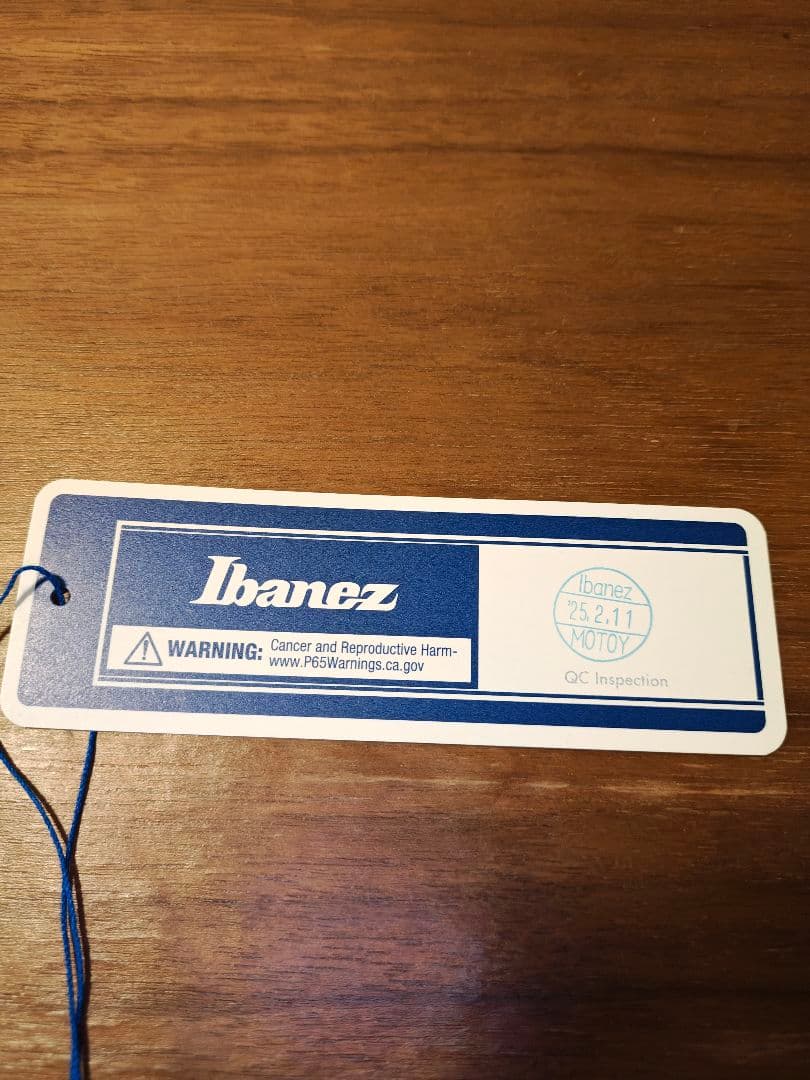 Ibanez
WARNING: Cancer and Reproductive Harm-
www.P65Warnings.ca.gov
Ibanez
'25.2.11
MOTOY
QC Inspection